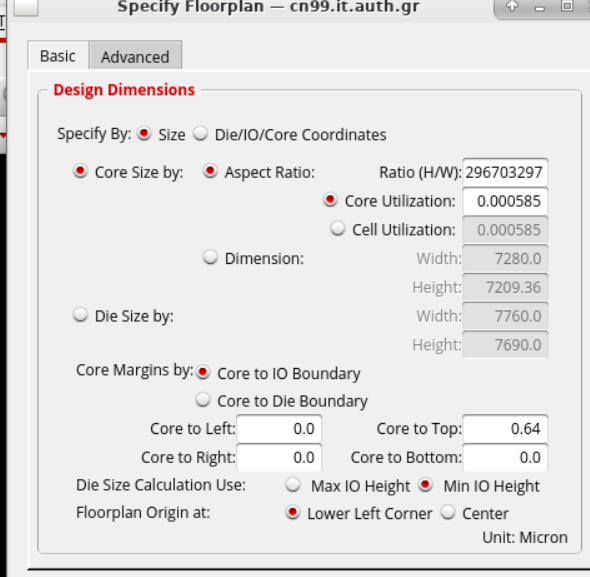 Specify Floorplan — cn99.it.auth.gr
Basic Advanced
Design Dimensions
Specify By: Size Die/IO/Core Coordinates
Core Size by: Aspect Ratio: Ratio (H/W): 296703297
Core Utilization: 0.000585
Cell Utilization: 0.000585
Dimension: Width: 7280.0
Height: 7209.36
Die Size by: Width: 7760.0
Height: 7690.0
Core Margins by: Core to IO Boundary
Core to Die Boundary
Core to Left: 0.0 Core to Top: 0.64
Core to Right: 0.0 Core to Bottom: 0.0
Die Size Calculation Use: Max IO Height Min IO Height
Floorplan Origin at: Lower Left Corner Center
Unit: Micron